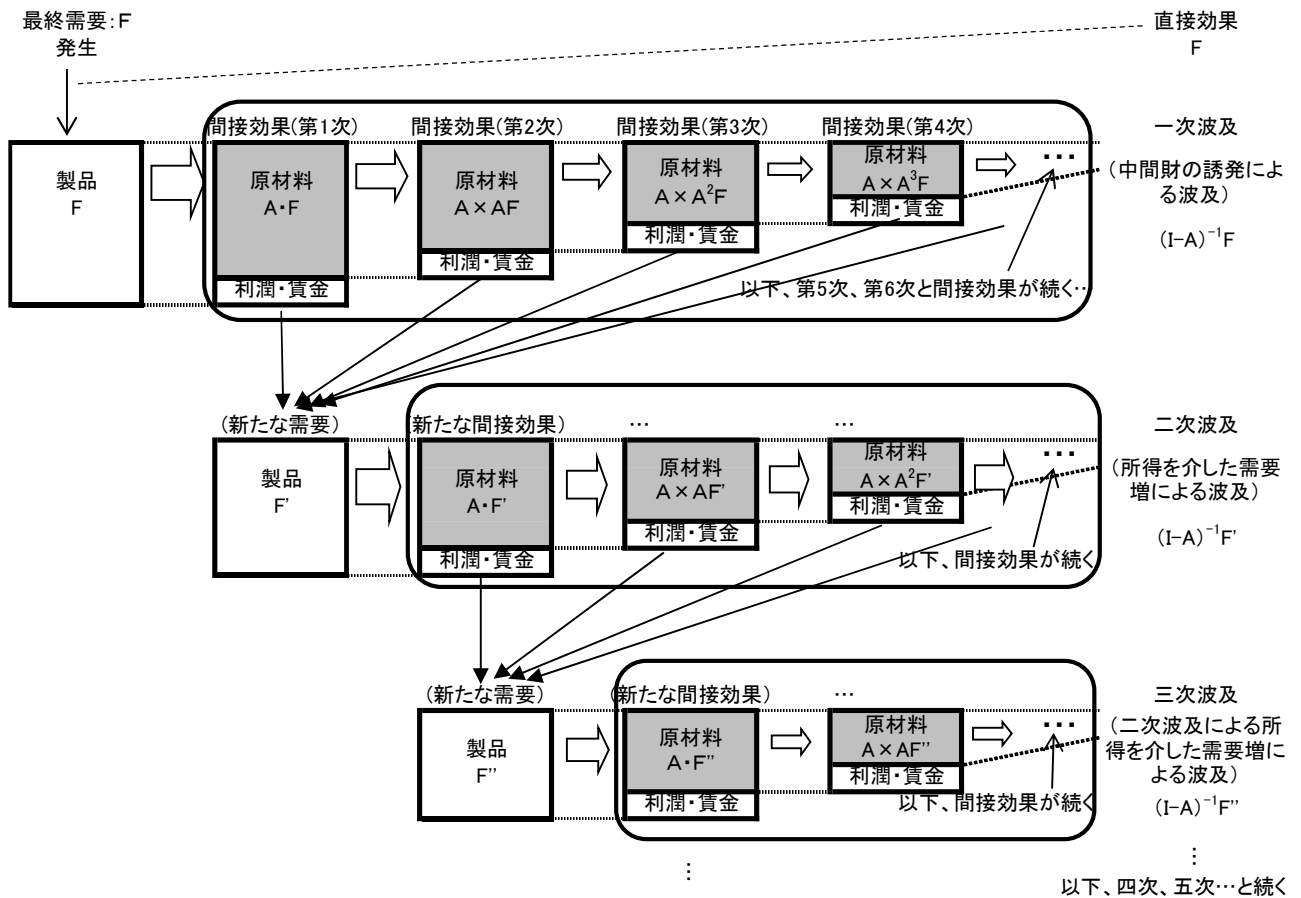 最終需要:F
発生
直接効果
F
間接効果(第1次)
間接効果(第2次)
間接効果(第3次)
間接効果(第4次)
一次波及
(中間財の誘発によ
る波及)
(I-A)⁻¹F
製品
F
原材料
A・F
利潤・賃金
原材料
A×AF
利潤・賃金
原材料
A×A²F
利潤・賃金
原材料
A×A³F
利潤・賃金
・・・
以下、第5次、第6次と間接効果が続く…
(新たな需要)
(新たな間接効果)
…
…
二次波及
(所得を介した需要
増による波及)
(I-A)⁻¹F'
製品
F'
原材料
A・F'
利潤・賃金
原材料
A×AF'
利潤・賃金
原材料
A×A²F'
利潤・賃金
・・・
以下、間接効果が続く
(新たな需要)
(新たな間接効果)
…
三次波及
(二次波及による所
得を介した需要増に
よる波及)
(I-A)⁻¹F''
製品
F''
原材料
A・F''
利潤・賃金
原材料
A×AF''
利潤・賃金
・・・
以下、間接効果が続く
⋮
⋮
以下、四次、五次…と続く